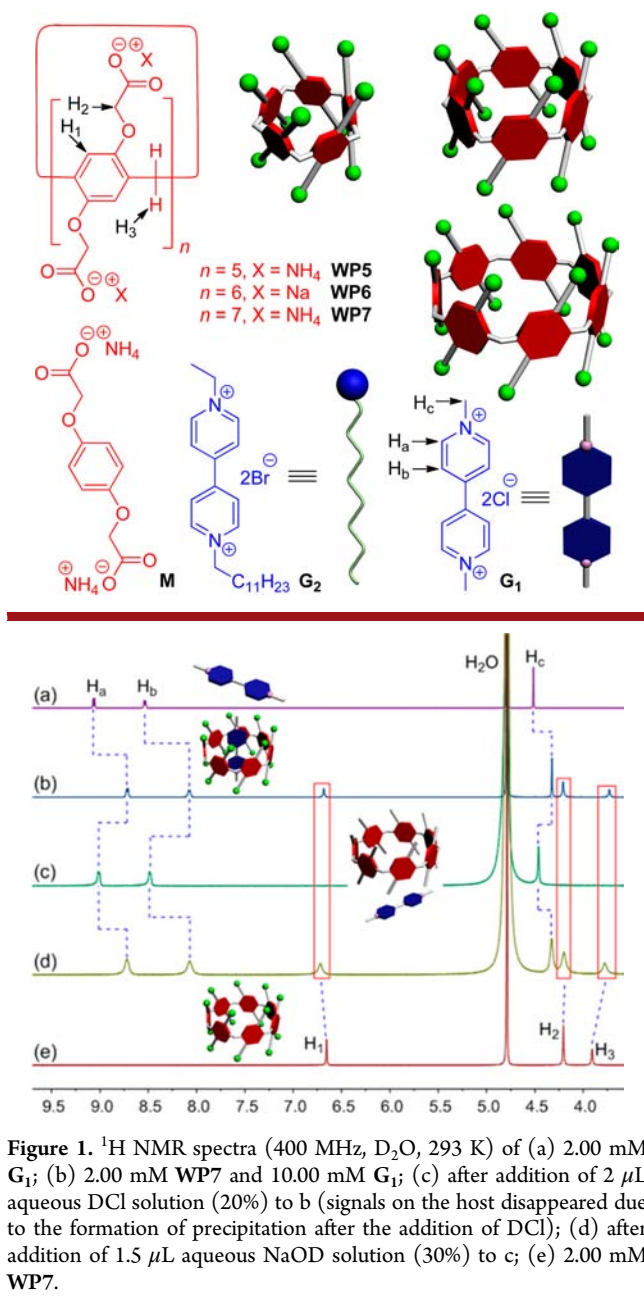 O ⊖⊕ X
O
H2
O
H1
H
H
H3
n
O
O
O ⊖⊕ X
n = 5, X = NH4 WP5
n = 6, X = Na WP6
n = 7, X = NH4 WP7
O ⊖⊕ NH4
O
O
O
O
O ⊖
⊕ NH4
M
N ⊕
2Br ⊖
N ⊕
C11H23
G2
Hc
N ⊕
Ha
Hb
2Cl ⊖
N ⊕
G1
H2O
Hc
(a) Ha Hb
(b)
(c)
(d)
(e) H1 H2 H3
9.5 9.0 8.5 8.0 7.5 7.0 6.5 6.0 5.5 5.0 4.5 4.0
Figure 1. 1H NMR spectra (400 MHz, D2O, 293 K) of (a) 2.00 mM
G1; (b) 2.00 mM WP7 and 10.00 mM G1; (c) after addition of 2 μL
aqueous DCl solution (20%) to b (signals on the host disappeared due
to the formation of precipitation after the addition of DCl); (d) after
addition of 1.5 μL aqueous NaOD solution (30%) to c; (e) 2.00 mM
WP7.